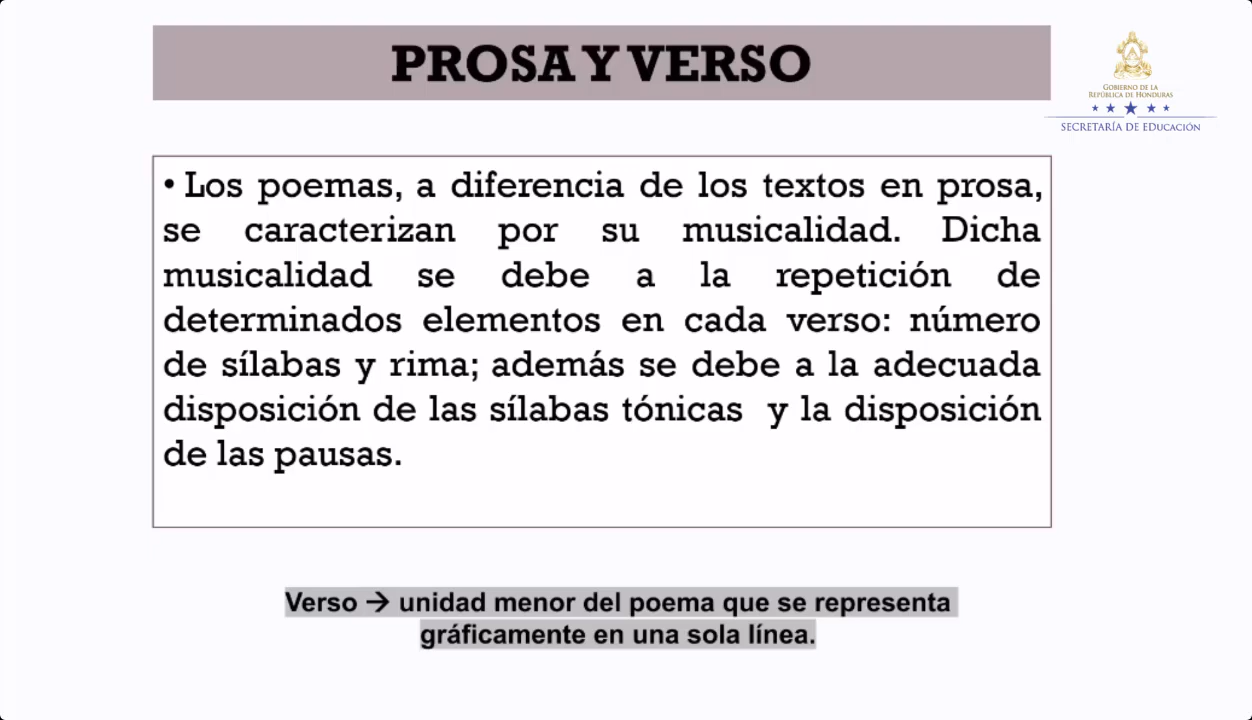 PROSA Y VERSO
GOBIERNO DE LA
REPÚBLICA DE HONDURAS
SECRETARÍA DE EDUCACIÓN
• Los poemas, a diferencia de los textos en prosa,
se caracterizan por su musicalidad. Dicha
musicalidad se debe a la repetición de
determinados elementos en cada verso: número
de sílabas y rima; además se debe a la adecuada
disposición de las sílabas tónicas y la disposición
de las pausas.
Verso → unidad menor del poema que se representa
gráficamente en una sola línea.